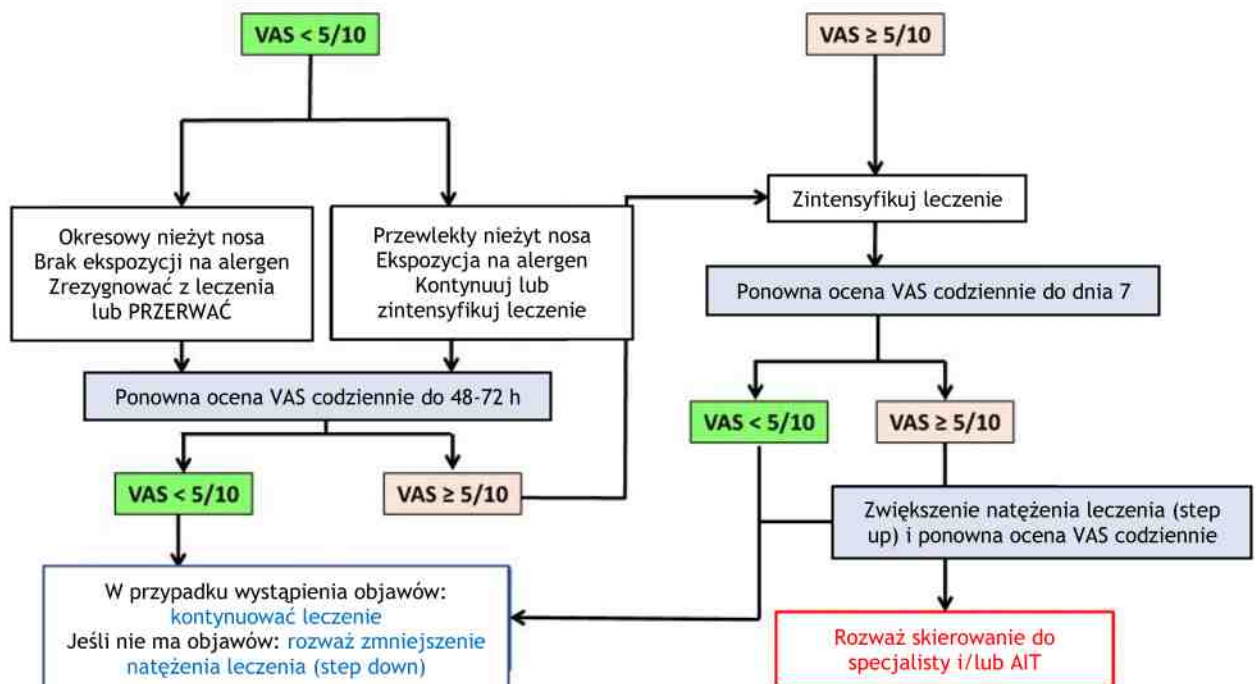 VAS < 5/10
VAS ≥ 5/10
Okresowy nieżyt nosa
Brak ekspozycji na alergen
Zrezygnować z leczenia
lub PRZERWAĆ
Przewlekły nieżyt nosa
Ekspozycja na alergen
Kontynuuj lub
zintensyfikuj leczenie
Ponowna ocena VAS codziennie do 48-72 h
VAS < 5/10
VAS ≥ 5/10
W przypadku wystąpienia objawów:
kontynuować leczenie
Jeśli nie ma objawów: rozważ zmniejszenie
natężenia leczenia (step down)
Zintensyfikuj leczenie
Ponowna ocena VAS codziennie do dnia 7
VAS < 5/10
VAS ≥ 5/10
Zwiększenie natężenia leczenia (step
up) i ponowna ocena VAS codziennie
Rozważ skierowanie do
specjalisty i/lub AIT